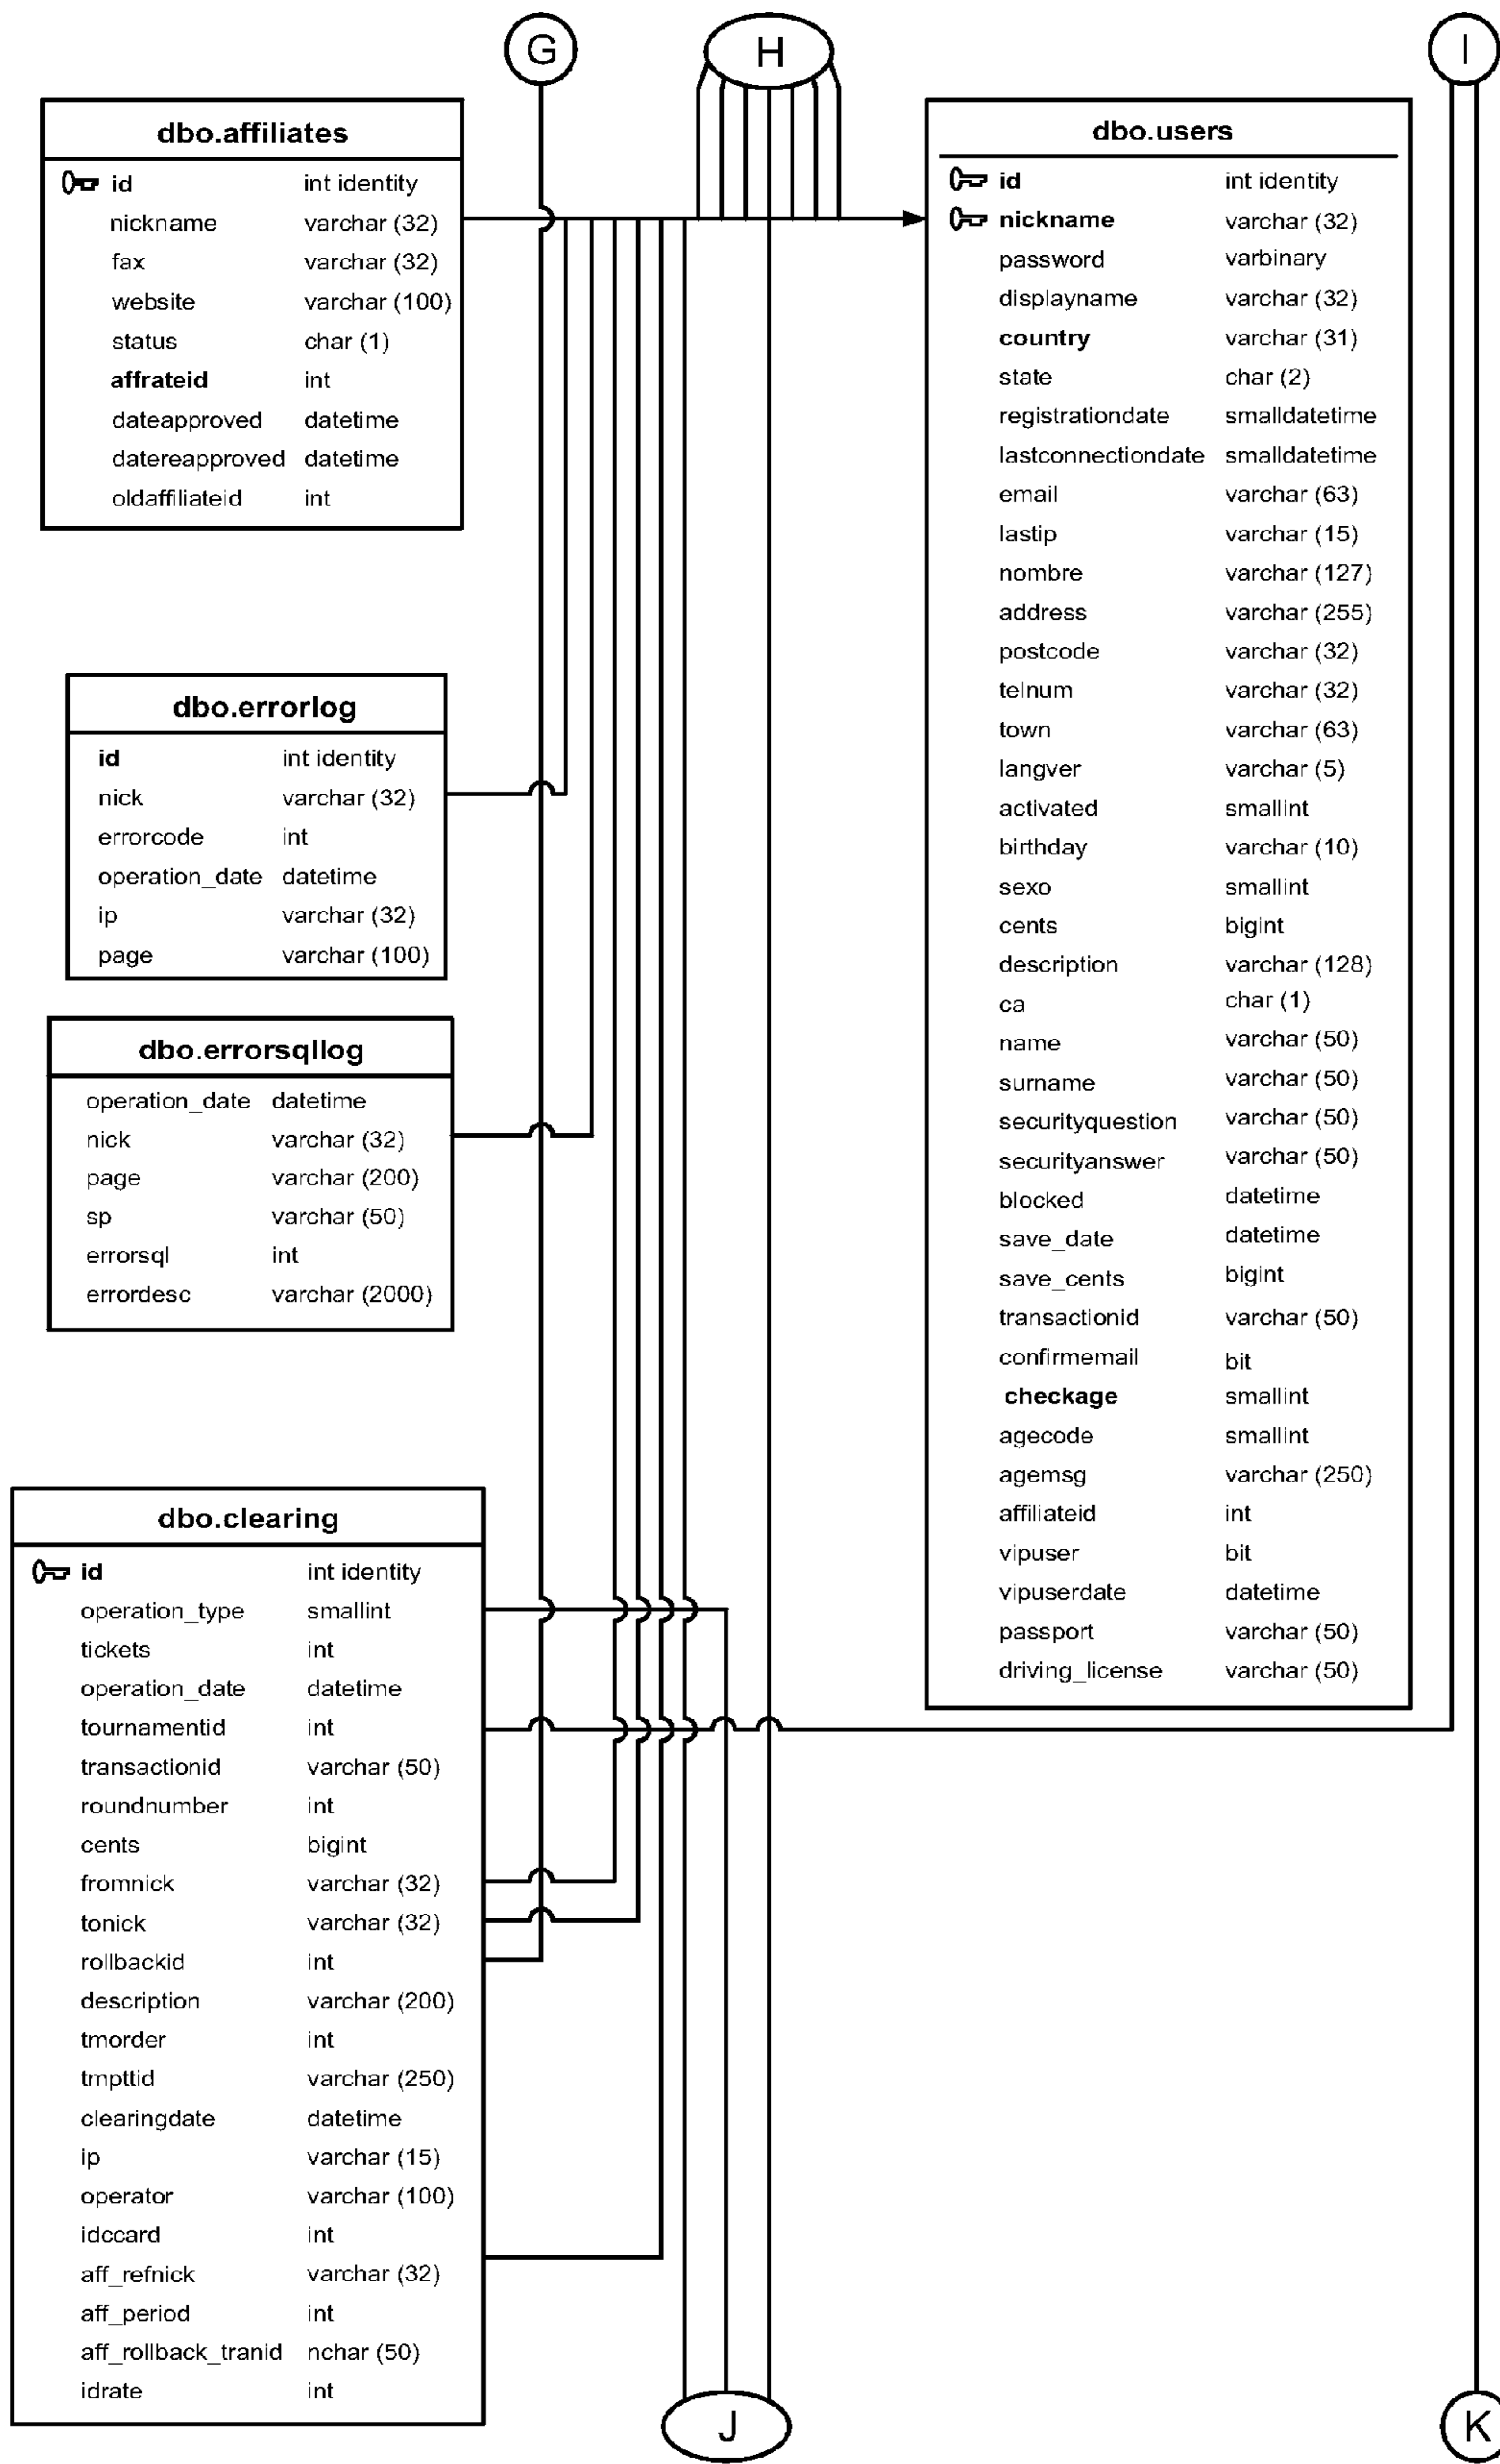 G
H
I
dbo.affiliates
id int identity
nickname varchar (32)
fax varchar (32)
website varchar (100)
status char (1)
affrateid int
dateapproved datetime
datereapproved datetime
oldaffiliateid int
dbo.errorlog
id int identity
nick varchar (32)
errorcode int
operation_date datetime
ip varchar (32)
page varchar (100)
dbo.errorsqllog
operation_date datetime
nick varchar (32)
page varchar (200)
sp varchar (50)
errorsql int
errordesc varchar (2000)
dbo.clearing
id int identity
operation_type smallint
tickets int
operation_date datetime
tournamentid int
transactionid varchar (50)
roundnumber int
cents bigint
fromnick varchar (32)
tonick varchar (32)
rollbackid int
description varchar (200)
tmorder int
tmpttid varchar (250)
clearingdate datetime
ip varchar (15)
operator varchar (100)
idccard int
aff_refnick varchar (32)
aff_period int
aff_rollback_tranid nchar (50)
idrate int
dbo.users
id int identity
nickname varchar (32)
password varbinary
displayname varchar (32)
country varchar (31)
state char (2)
registrationdate smalldatetime
lastconnectiondate smalldatetime
email varchar (63)
lastip varchar (15)
nombre varchar (127)
address varchar (255)
postcode varchar (32)
telnum varchar (32)
town varchar (63)
langver varchar (5)
activated smallint
birthday varchar (10)
sexo smallint
cents bigint
description varchar (128)
ca char (1)
name varchar (50)
surname varchar (50)
securityquestion varchar (50)
securityanswer varchar (50)
blocked datetime
save_date datetime
save_cents bigint
transactionid varchar (50)
confirmemail bit
checkage smallint
agecode smallint
agemsg varchar (250)
affiliateid int
vipuser bit
vipuserdate datetime
passport varchar (50)
driving_license varchar (50)
J
K